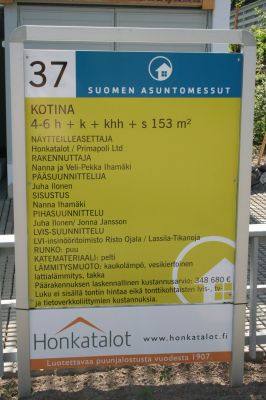 37
SUOMEN ASUNTOMESSUT
KOTINA
4-6 h + k + khh + s 153 m²
NÄYTTEILLEASETTAJA
Honkatalot / Primapoli Ltd
RAKENNUTTAJA
Nanna ja Veli-Pekka Ihamäki
PÄÄSUUNNITTELIJA
Juha Ilonen
SISUSTUS
Nanna Ihamäki
PIHASUUNNITTELU
Juha Ilonen/ Jonna Jansson
LVIS-SUUNNITTELU
LVI-insinööritoimisto Risto Ojala / Lassila-Tikanoja
RUNKO: puu
KATEMATERIAALI: pelti
LÄMMITYSMUOTO: kaukolämpö, vesikiertoinen
lattialämmitys, takka
Päärakennuksen laskennallinen kustannusarvio: 348 680 €
Luku ei sisällä tontin hintaa eikä tonttikohtaisten lvis-, tv-
ja tietoverkkoliittymien kustannuksia.
Honkatalot
www.honkatalot.fi
Luotettavaa puunjalostusta vuodesta 1907.